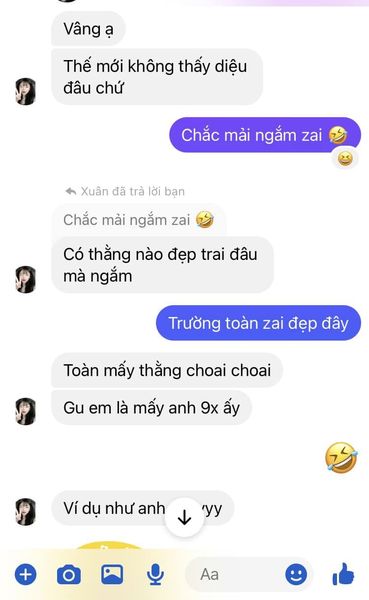 Vâng ạ
Thế mới không thấy diệu
đâu chứ
Chắc mải ngắm zai 🤣
Xuân đã trả lời bạn
Chắc mải ngắm zai 🤣
Có thằng nào đẹp trai đâu
mà ngắm
Trường toàn zai đẹp đây
Toàn mấy thằng choai choai
Gu em là mấy anh 9x ấy
Ví dụ như anh yyy
Aa